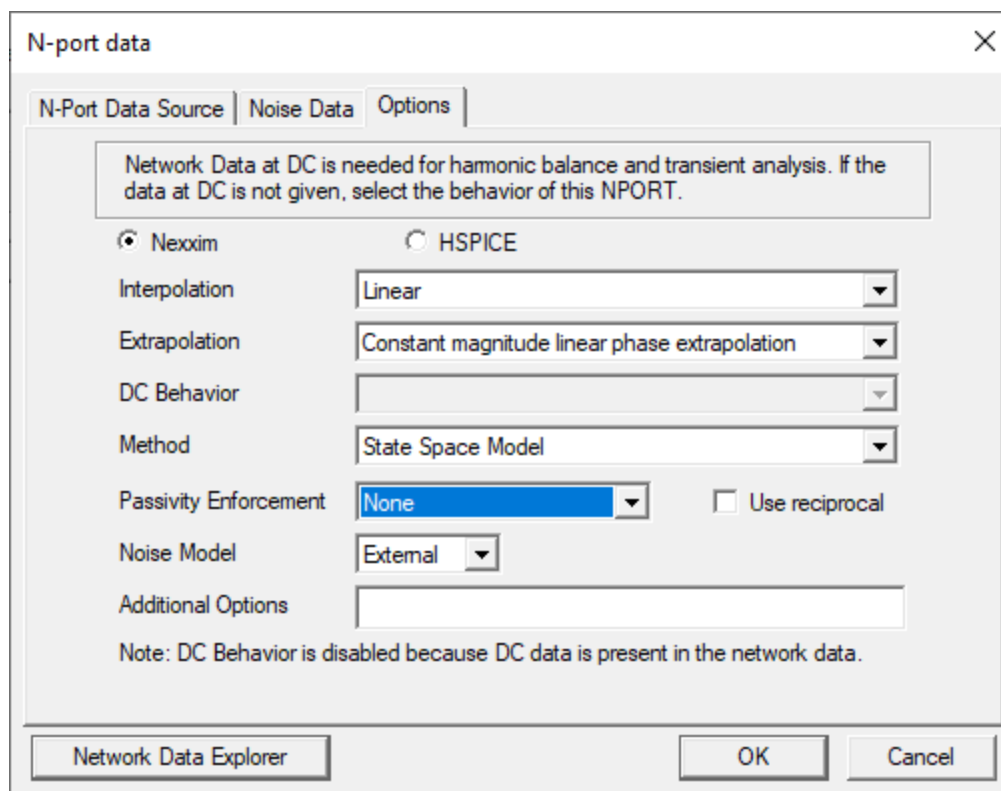 N-port data
N-Port Data Source Noise Data Options
Network Data at DC is needed for harmonic balance and transient analysis. If the
data at DC is not given, select the behavior of this NPORT.
Nexxim HSPICE
Interpolation Linear
Extrapolation Constant magnitude linear phase extrapolation
DC Behavior
Method State Space Model
Passivity Enforcement None Use reciprocal
Noise Model External
Additional Options
Note: DC Behavior is disabled because DC data is present in the network data.
Network Data Explorer OK Cancel